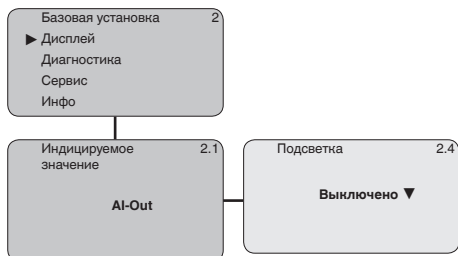 Базовая установка 2
▶ Дисплей
Диагностика
Сервис
Инфо
Индицируемое 2.1
значение
AI-Out
Подсветка 2.4
Выключено ▼